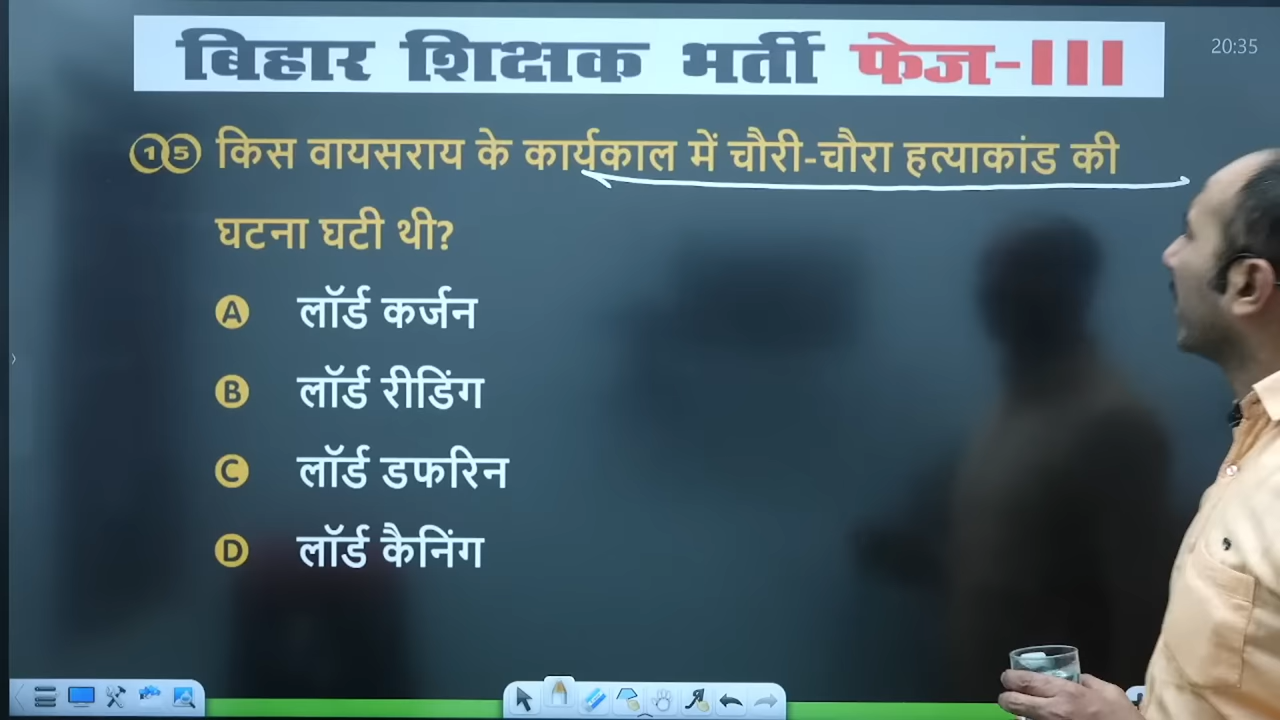 बिहार शिक्षक भर्ती फेज-III
20:35
15 किस वायसराय के कार्यकाल में चौरी-चौरा हत्याकांड की
घटना घटी थी?
A लॉर्ड कर्जन
B लॉर्ड रीडिंग
C लॉर्ड डफरिन
D लॉर्ड कैनिंग